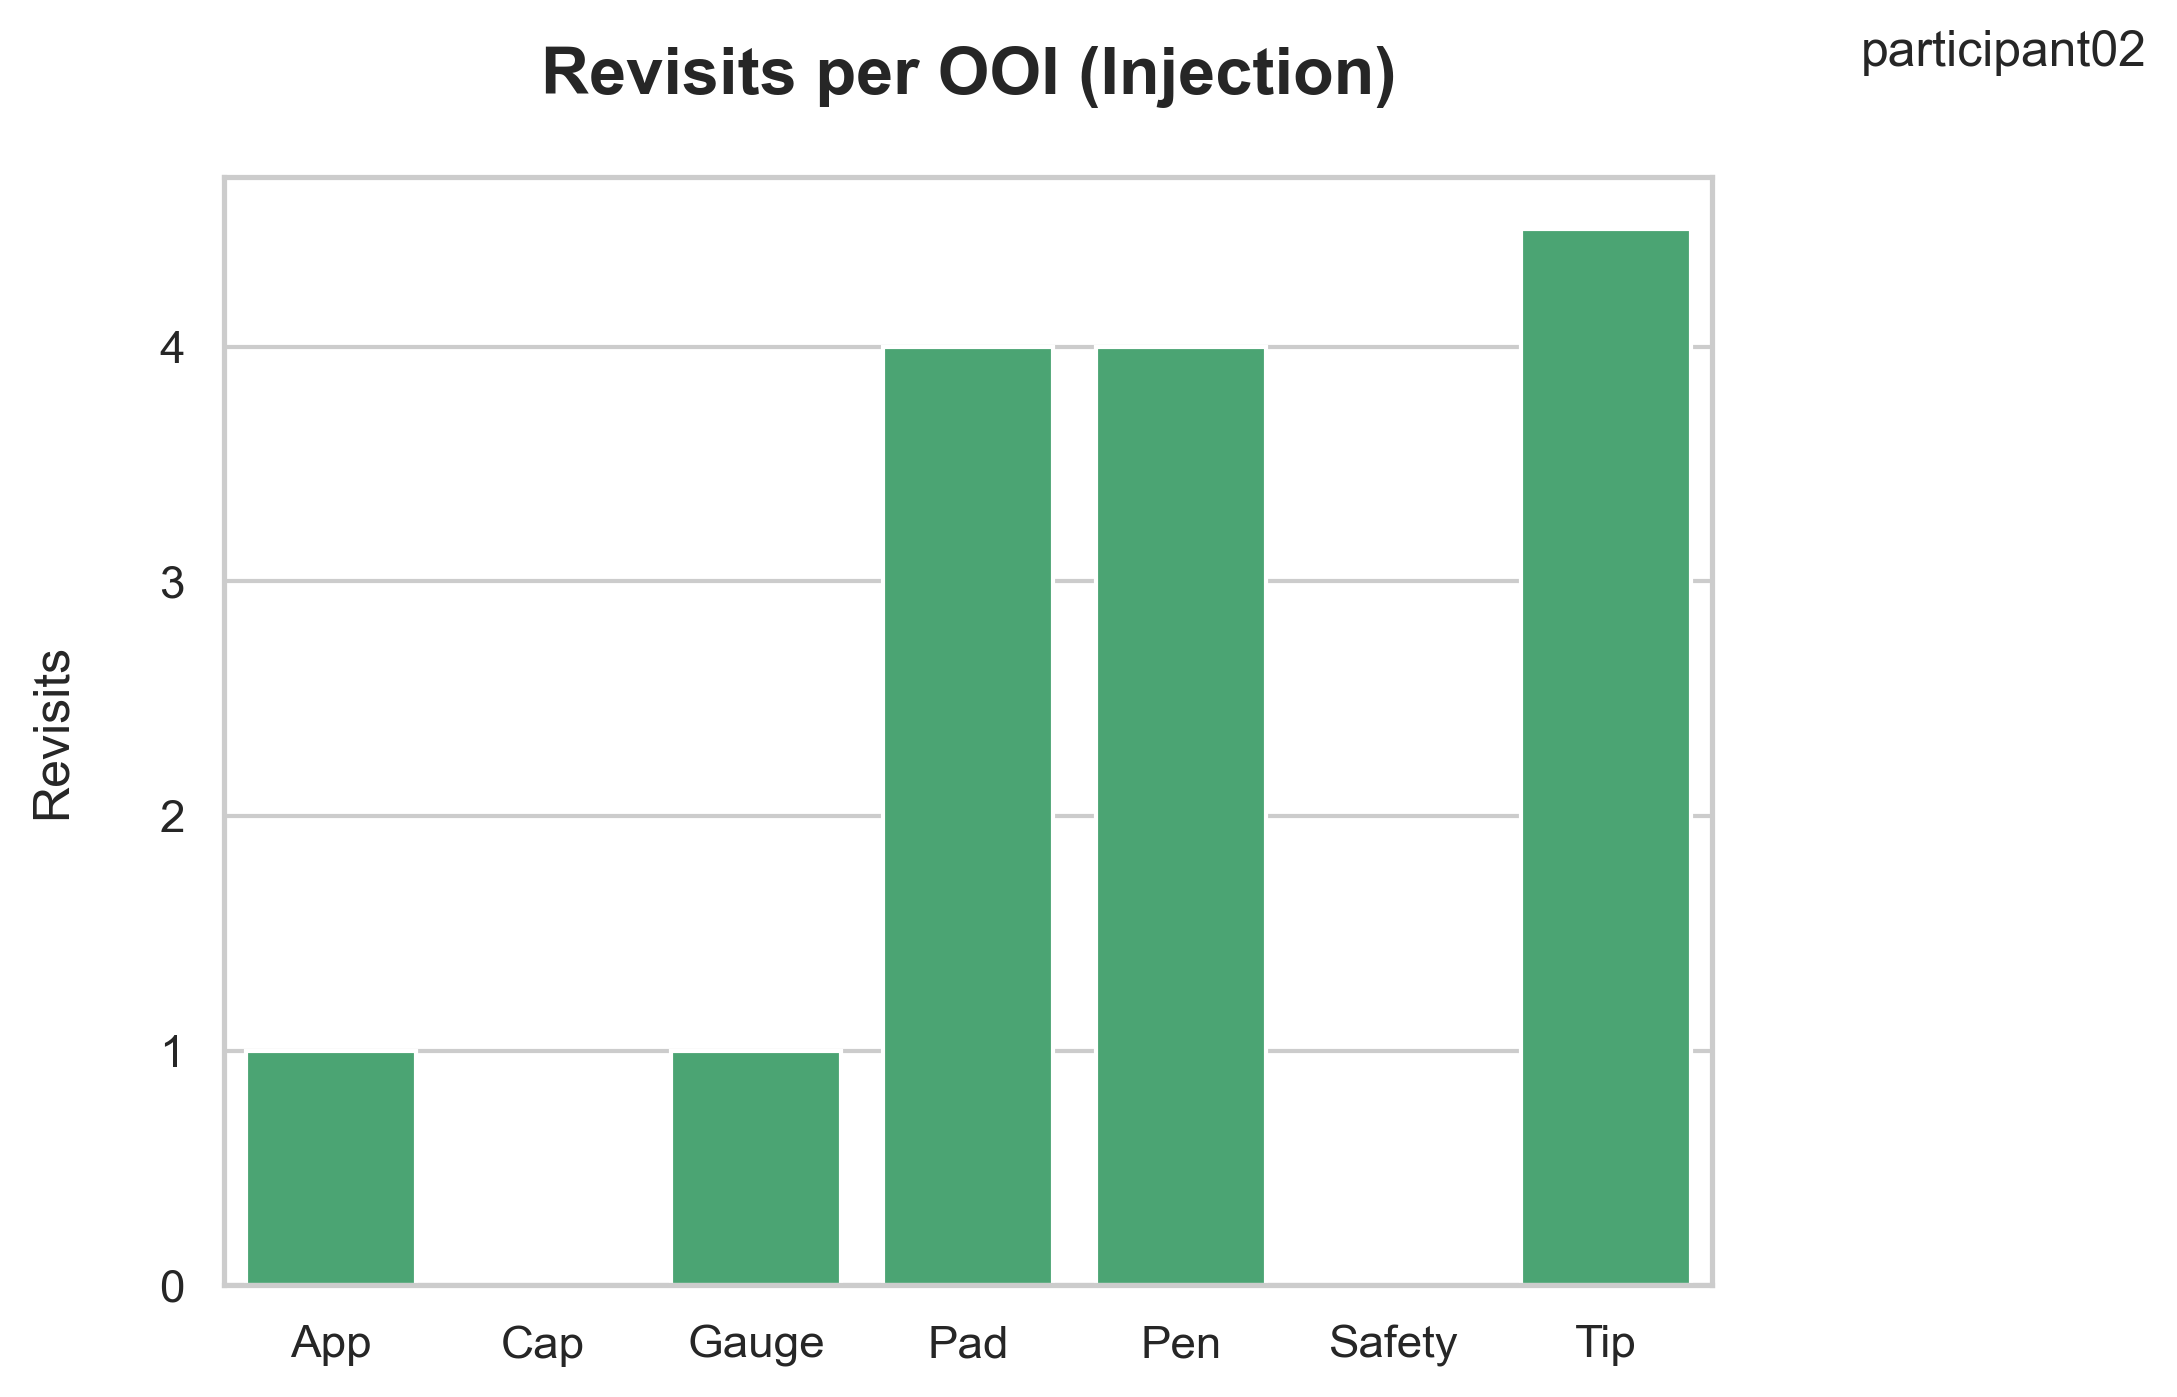 participant02
Revisits per OOI (Injection)
Revisits
4
3
2
1
0
App Cap Gauge Pad Pen Safety Tip